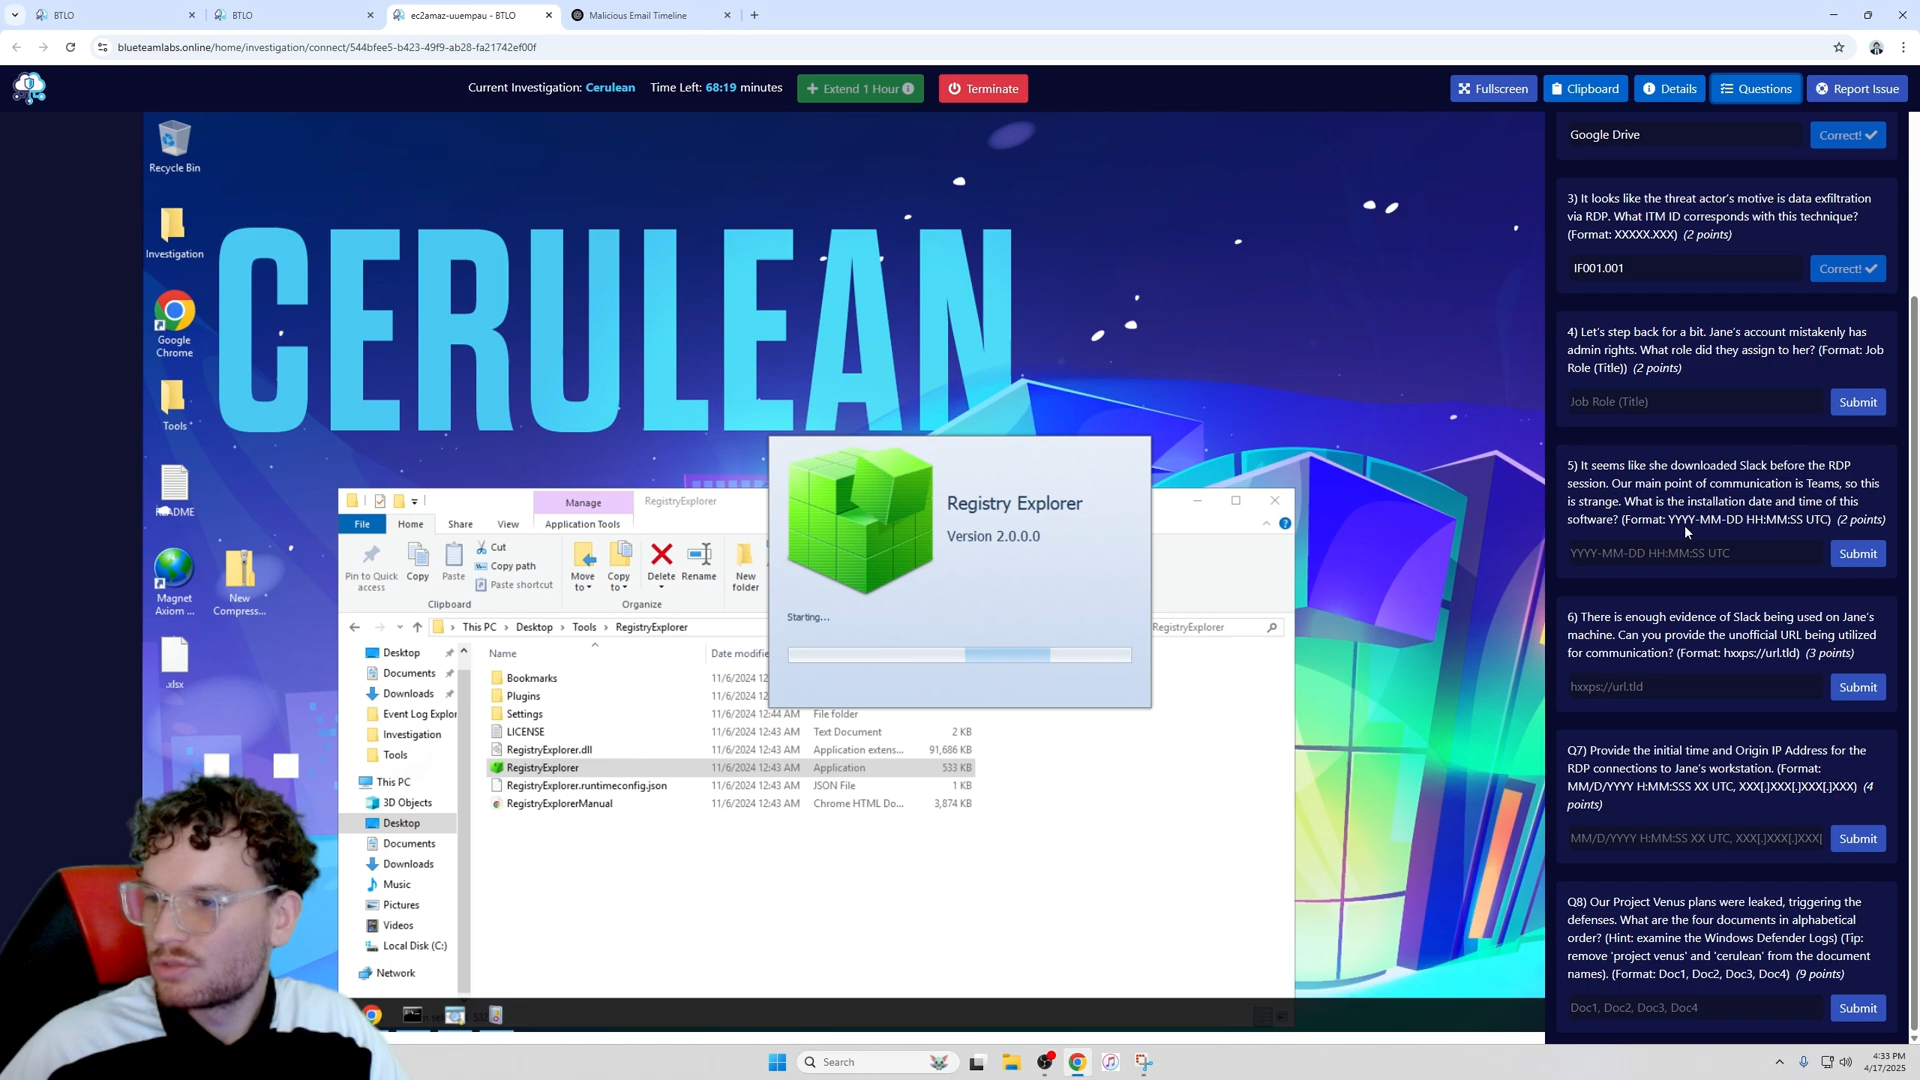 BTLO
BTLO
ec2amaz-uuempau - BTLO
Malicious Email Timeline
blueteamlabs.online/home/investigation/connect/544bfee5-b423-49f9-ab28-fa21742ef00f
Current Investigation: Cerulean
Time Left: 68:19 minutes
Extend 1 Hour
Terminate
Fullscreen
Clipboard
Details
Questions
Report Issue
Recycle Bin
Investigation
Google
Chrome
Tools
README
Magnet
Axiom ...
New
Compress...
.xlsx
CERULEAN
Manage
RegistryExplorer
File
Home
Share
View
Application Tools
Pin to Quick
access
Copy
Paste
Cut
Copy path
Paste shortcut
Clipboard
Move
to
Copy
to
Delete
Rename
Organize
New
folder
This PC > Desktop > Tools > RegistryExplorer
RegistryExplorer
Desktop
Documents
Downloads
Event Log Explor
Investigation
Tools
This PC
3D Objects
Desktop
Documents
Downloads
Music
Pictures
Videos
Local Disk (C:)
Network
Name
Date modifie
Bookmarks 11/6/2024 12
Plugins 11/6/2024 12
Settings 11/6/2024 12:44 AM File folder
LICENSE 11/6/2024 12:43 AM Text Document 2 KB
RegistryExplorer.dll 11/6/2024 12:43 AM Application extens... 91,686 KB
RegistryExplorer 11/6/2024 12:43 AM Application 533 KB
RegistryExplorer.runtimeconfig.json 11/6/2024 12:43 AM JSON File 1 KB
RegistryExplorerManual 11/6/2024 12:43 AM Chrome HTML Do... 3,874 KB
Registry Explorer
Version 2.0.0.0
Starting...
Google Drive
Correct!
3) It looks like the threat actor's motive is data exfiltration
via RDP. What ITM ID corresponds with this technique?
(Format: XXXXX.XXX) (2 points)
IF001.001
Correct!
4) Let's step back for a bit. Jane's account mistakenly has
admin rights. What role did they assign to her? (Format: Job
Role (Title)) (2 points)
Job Role (Title)
Submit
5) It seems like she downloaded Slack before the RDP
session. Our main point of communication is Teams, so this
is strange. What is the installation date and time of this
software? (Format: YYYY-MM-DD HH:MM:SS UTC) (2 points)
YYYY-MM-DD HH:MM:SS UTC
Submit
6) There is enough evidence of Slack being used on Jane's
machine. Can you provide the unofficial URL being utilized
for communication? (Format: hxxps://url.tld) (3 points)
hxxps://url.tld
Submit
Q7) Provide the initial time and Origin IP Address for the
RDP connections to Jane's workstation. (Format:
MM/D/YYYY H:MM:SSS XX UTC, XXX[.]XXX[.]XXX[.]XXX) (4
points)
MM/D/YYYY H:MM:SS XX UTC, XXX[.]XXX[.]XXX[
Submit
Q8) Our Project Venus plans were leaked, triggering the
defenses. What are the four documents in alphabetical
order? (Hint: examine the Windows Defender Logs) (Tip:
remove 'project venus' and 'cerulean' from the document
names). (Format: Doc1, Doc2, Doc3, Doc4) (9 points)
Doc1, Doc2, Doc3, Doc4
Submit
Search
4:33 PM
4/17/2025